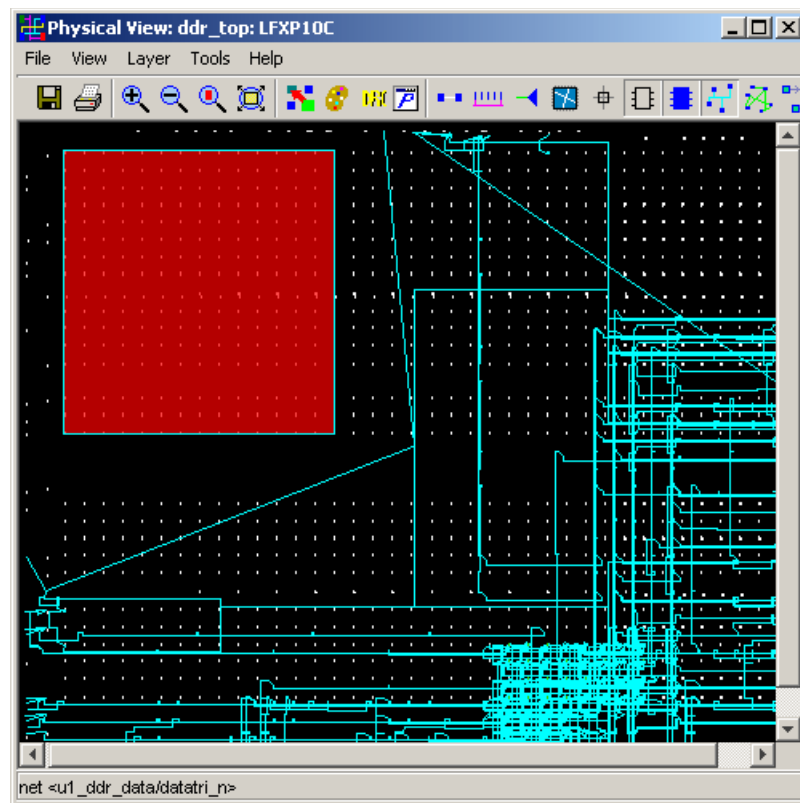 Physical View: ddr_top: LFXP10C
File View Layer Tools Help
net <u1_ddr_data/datatri_n>